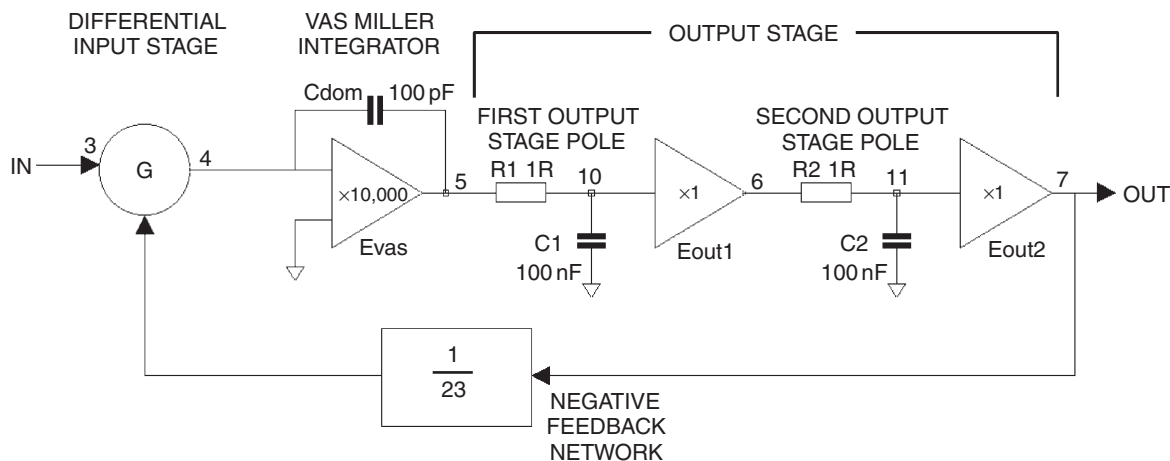 DIFFERENTIAL
INPUT STAGE
VAS MILLER
INTEGRATOR
OUTPUT STAGE
Cdom
100 pF
FIRST OUTPUT
STAGE POLE
SECOND OUTPUT
STAGE POLE
IN
3
G
4
×10,000
Evas
5
R1 1R
10
C1
100 nF
×1
Eout1
6
R2 1R
11
C2
100 nF
×1
Eout2
7
OUT
1
23
NEGATIVE
FEEDBACK
NETWORK